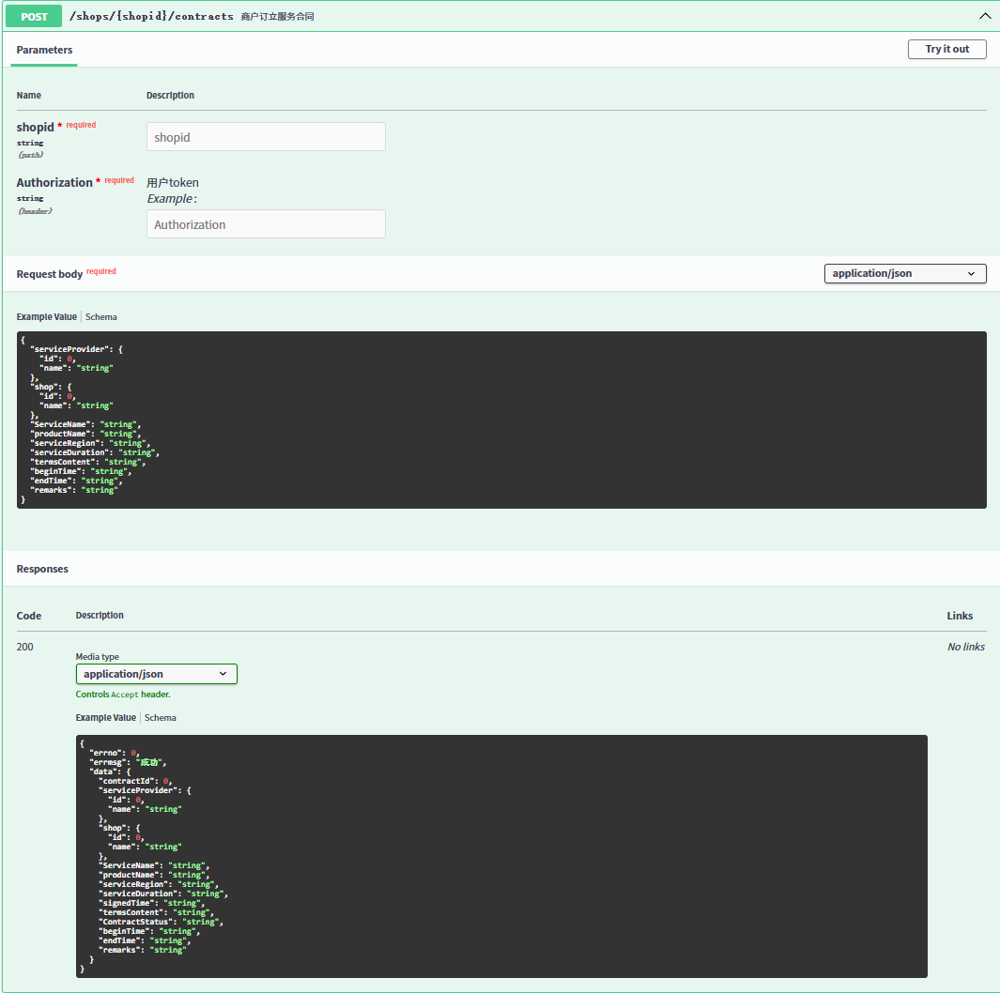 POST /shops/{shopid}/contracts 商户订立服务合同
Parameters
Try it out
Name Description
shopid * required
string
(path)
shopid
Authorization * required
string
(header)
用户token
Example :
Authorization
Request body required
application/json
Example Value Schema
{
  "serviceProvider": {
    "id": 0,
    "name": "string"
  },
  "shop": {
    "id": 0,
    "name": "string"
  },
  "ServiceName": "string",
  "productName": "string",
  "serviceRegion": "string",
  "serviceDuration": "string",
  "termsContent": "string",
  "beginTime": "string",
  "endTime": "string",
  "remarks": "string"
}
Responses
Code Description Links
200 No links
Media type
application/json
Controls Accept header.
Example Value Schema
{
  "errno": 0,
  "errmsg": "成功",
  "data": {
    "contractId": 0,
    "serviceProvider": {
      "id": 0,
      "name": "string"
    },
    "shop": {
      "id": 0,
      "name": "string"
    },
    "ServiceName": "string",
    "productName": "string",
    "serviceRegion": "string",
    "serviceDuration": "string",
    "signedTime": "string",
    "termsContent": "string",
    "ContractStatus": "string",
    "beginTime": "string",
    "endTime": "string",
    "remarks": "string"
  }
}